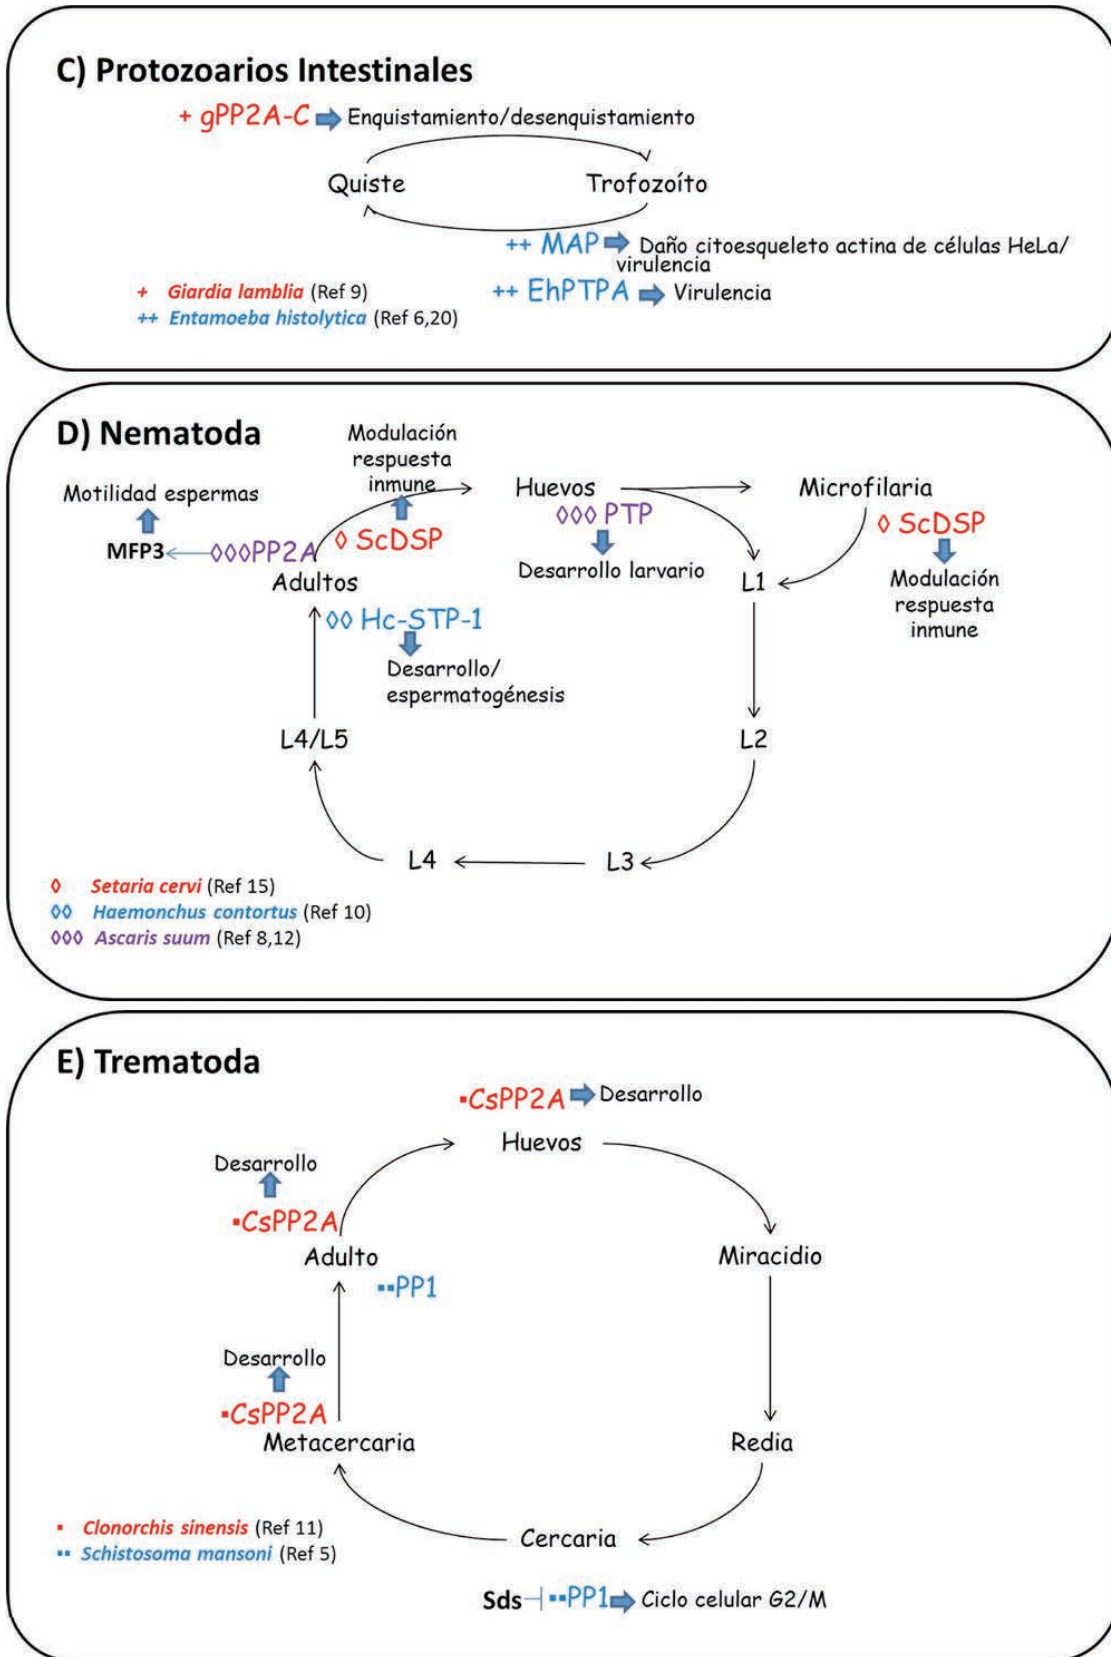 C) Protozoarios Intestinales
+ gPP2A-C Enquistamiento/desenquistamiento
Quiste Trofozoíto
++ MAP Daño citoesqueleto actina de células HeLa/
virulencia
++ EhPTPA Virulencia
+ Giardia lamblia (Ref 9)
++ Entamoeba histolytica (Ref 6,20)
D) Nematoda
Modulación
respuesta
inmune
Motilidad espermas
MFP3
◊◊◊PP2A
◊ ScDSP
Adultos
Huevos
◊◊◊ PTP
Desarrollo larvario
Microfilaria
◊ ScDSP
Modulación
respuesta
inmune
L1
◊◊ Hc-STP-1
Desarrollo/
espermatogénesis
L4/L5
L2
L4
L3
◊ Setaria cervi (Ref 15)
◊◊ Haemonchus contortus (Ref 10)
◊◊◊ Ascaris suum (Ref 8,12)
E) Trematoda
▪CsPP2A Desarrollo
Huevos
Desarrollo
▪CsPP2A
Adulto
▪▪PP1
Miracidio
Desarrollo
▪CsPP2A
Metacercaria
Redia
Cercaria
▪ Clonorchis sinensis (Ref 11)
▪▪ Schistosoma mansoni (Ref 5)
Sds ▪▪PP1 Ciclo celular G2/M